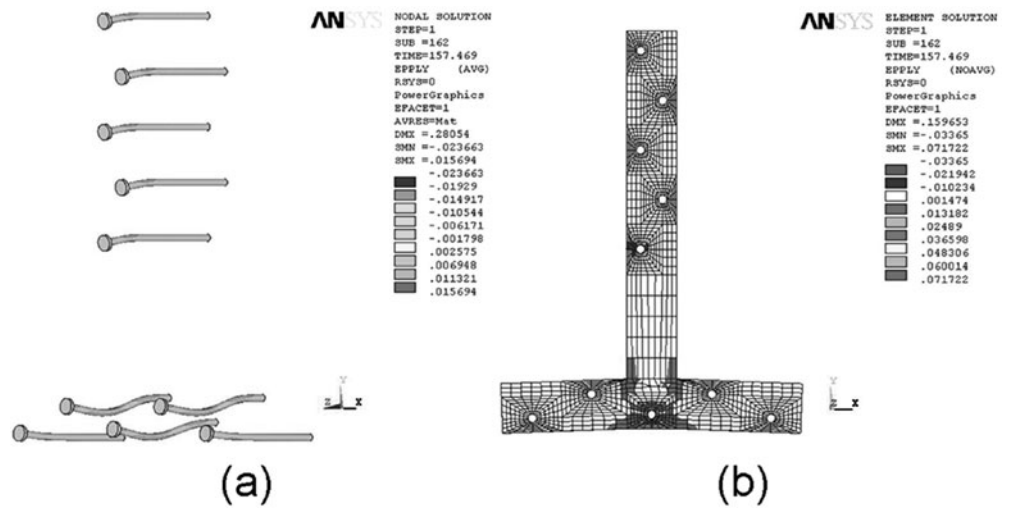 ANSYS
NODAL SOLUTION
STEP=1
SUB =162
TIME=157.469
EPPLY (AVG)
RSYS=0
PowerGraphics
EFACET=1
AVRES=Mat
DMX =.28054
SMN =-.023663
SMX =.015694
-.023663
-.01929
-.014917
-.010544
-.006171
-.001798
.002575
.006948
.011321
.015694
Y
Z X
(a)
ANSYS
ELEMENT SOLUTION
STEP=1
SUB =162
TIME=157.469
EPPLY (NOAVG)
RSYS=0
PowerGraphics
EFACET=1
DMX =.159653
SMN =-.03365
SMX =.071722
-.03365
-.021942
-.010234
.001474
.013182
.02489
.036598
.048306
.060014
.071722
Y
Z X
(b)